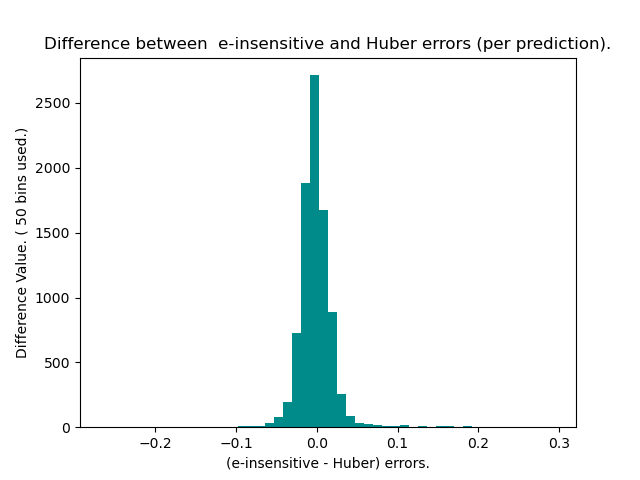 Difference between  e-insensitive and Huber errors (per prediction).
Difference Value. ( 50 bins used.)
2500
2000
1500
1000
500
0
−0.2 −0.1 0.0 0.1 0.2 0.3
(e-insensitive - Huber) errors.